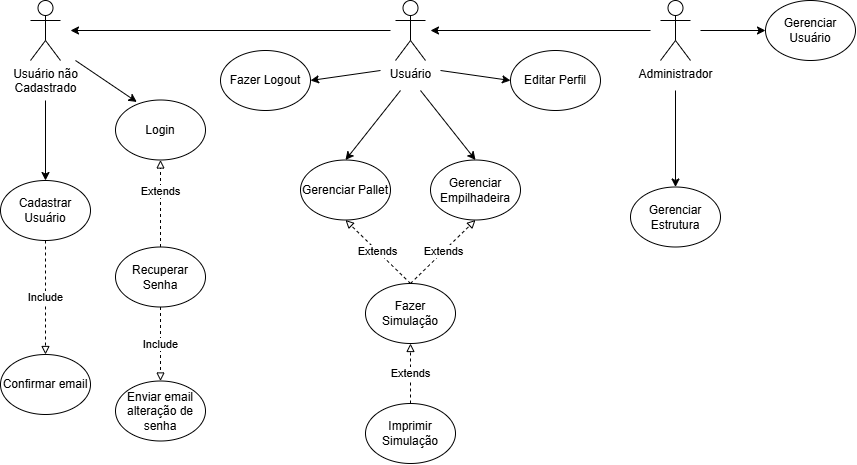 Gerenciar
Usuário
Usuário não
Cadastrado
Fazer Logout
Usuário
Editar Perfil
Administrador
Login
Cadastrar
Usuário
Extends
Gerenciar Pallet
Gerenciar
Empilhadeira
Gerenciar
Estrutura
Extends
Extends
Recuperar
Senha
Include
Fazer
Simulação
Include
Extends
Confirmar email
Enviar email
alteração de
senha
Imprimir
Simulação